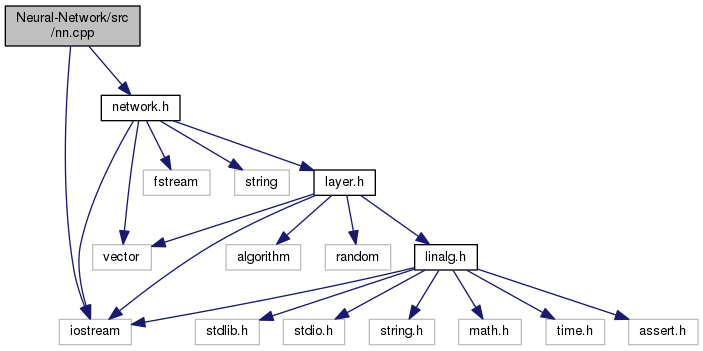 Neural-Network/src
/nn.cpp
network.h
fstream
string
layer.h
vector
algorithm
random
linalg.h
iostream
stdlib.h
stdio.h
string.h
math.h
time.h
assert.h